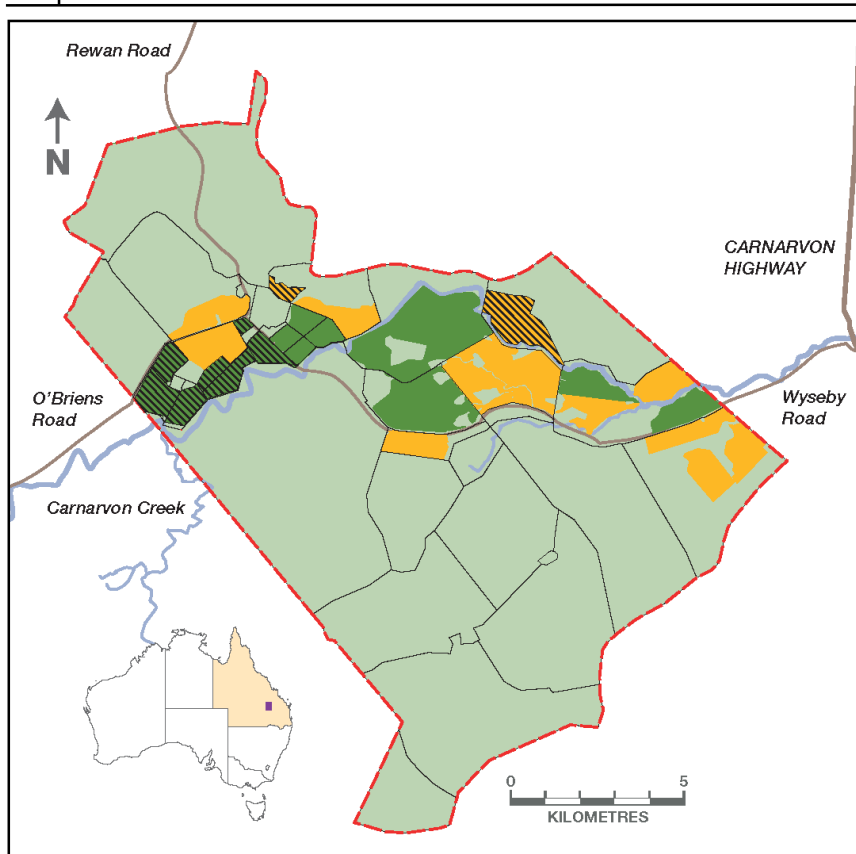 Rewan Road
N
CARNARVON
HIGHWAY
O'Briens
Road
Wyseby
Road
Carnarvon Creek
0 5
KILOMETRES